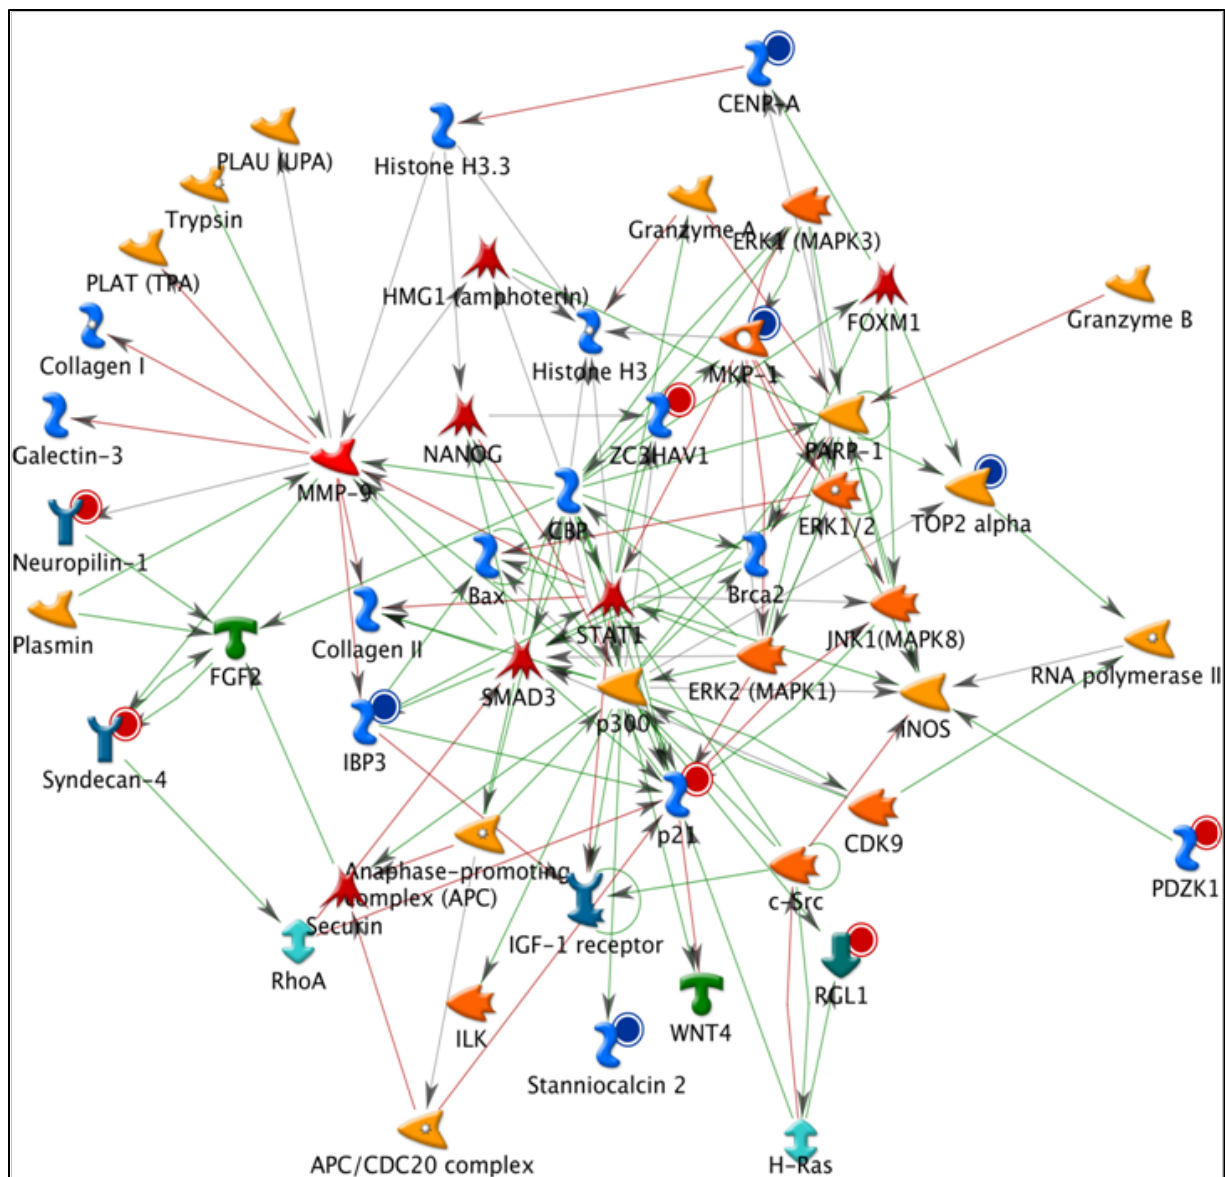 CENP-A
PLAU (UPA)
Histone H3.3
Trypsin
Granzyme A
ERK1 (MAPK3)
PLAT (TPA)
HMG1 (amphoterin)
FOXM1
Granzyme B
Collagen I
Histone H3
MKP-1
Galectin-3
NANOG
ZC3HAV1
PARP-1
MMP-9
CBP
ERK1/2
TOP2 alpha
Neuropilin-1
Bax
Brca2
Plasmin
Collagen II
STAT1
JNK1(MAPK8)
FGF2
SMAD3
ERK2 (MAPK1)
RNA polymerase II
p300
iNOS
Syndecan-4
IBP3
p21
CDK9
Anaphase-promoting
complex (APC)
c-Src
PDZK1
Securin
IGF-1 receptor
RhoA
RGL1
ILK
WNT4
Stanniocalcin 2
APC/CDC20 complex
H-Ras